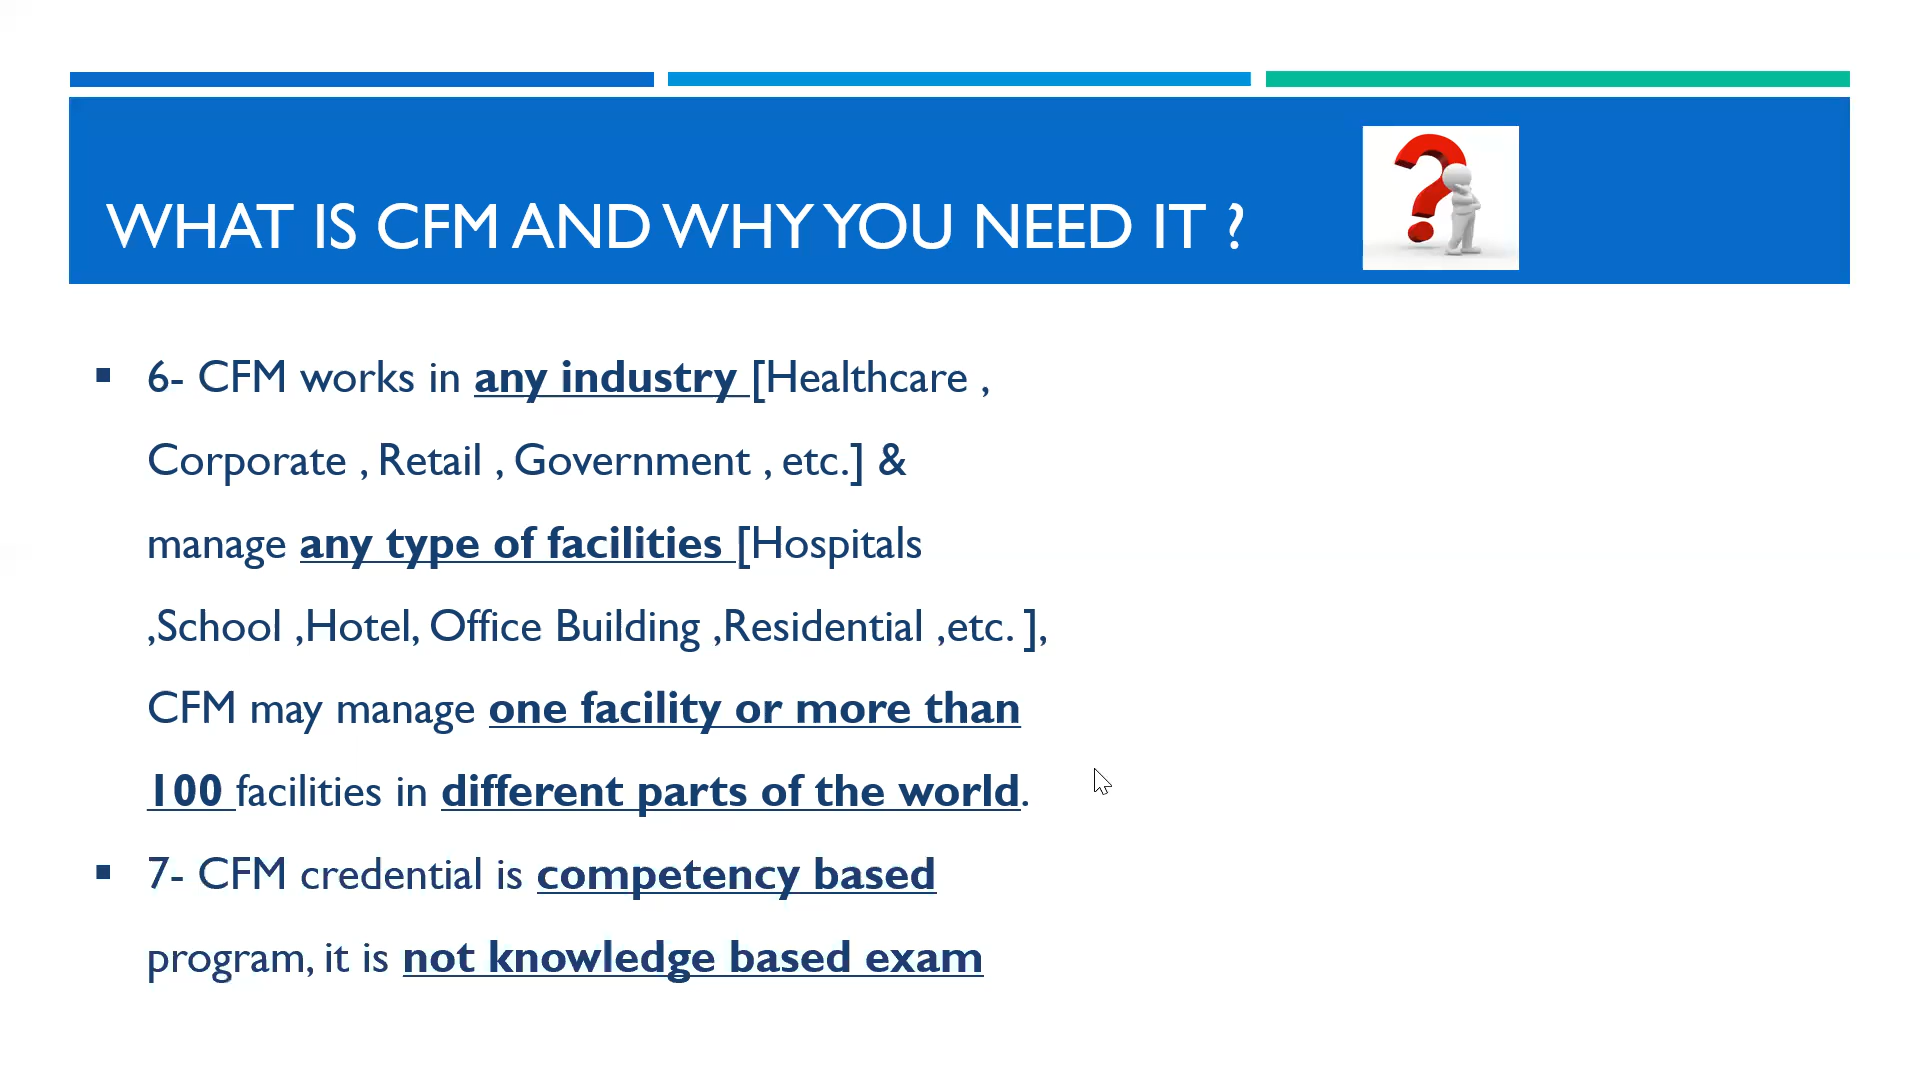 WHAT IS CFM AND WHY YOU NEED IT ?
▪ 6- CFM works in any industry [Healthcare ,
Corporate , Retail , Government , etc.] &
manage any type of facilities [Hospitals
,School ,Hotel, Office Building ,Residential ,etc. ],
CFM may manage one facility or more than
100 facilities in different parts of the world.
▪ 7- CFM credential is competency based
program, it is not knowledge based exam